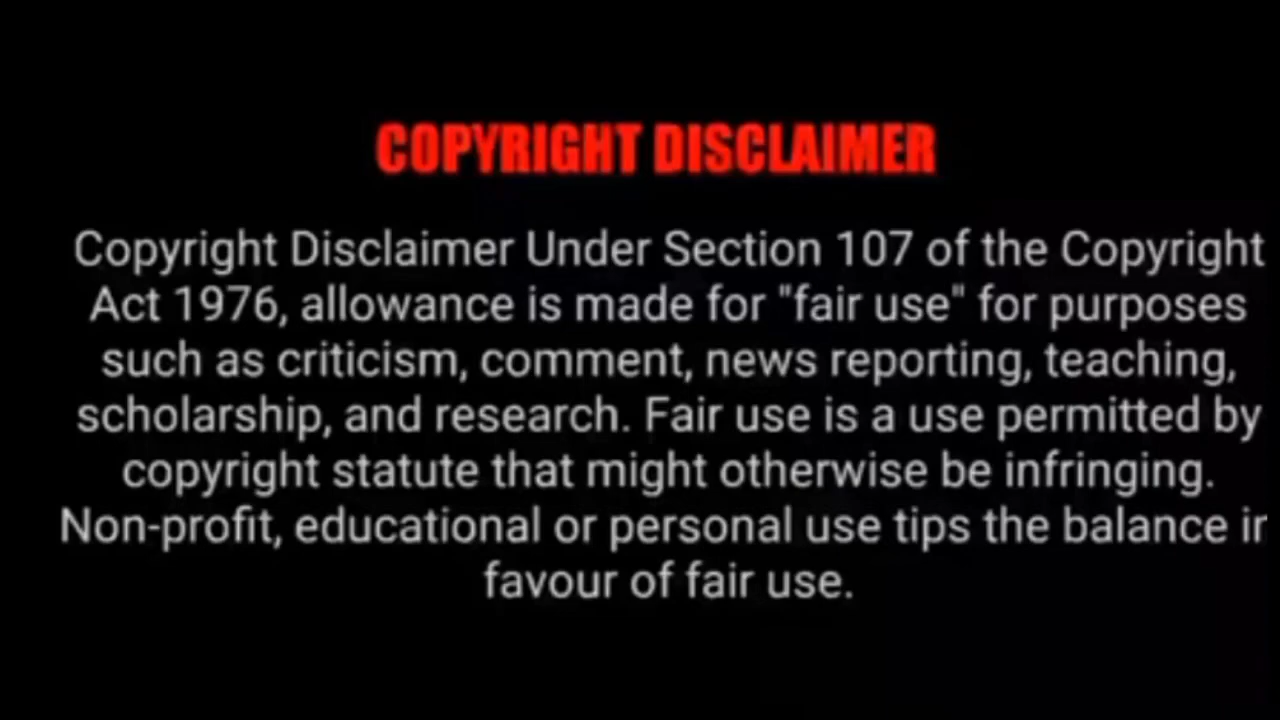 COPYRIGHT DISCLAIMER
Copyright Disclaimer Under Section 107 of the Copyright
Act 1976, allowance is made for "fair use" for purposes
such as criticism, comment, news reporting, teaching,
scholarship, and research. Fair use is a use permitted by
copyright statute that might otherwise be infringing.
Non-profit, educational or personal use tips the balance in
favour of fair use.